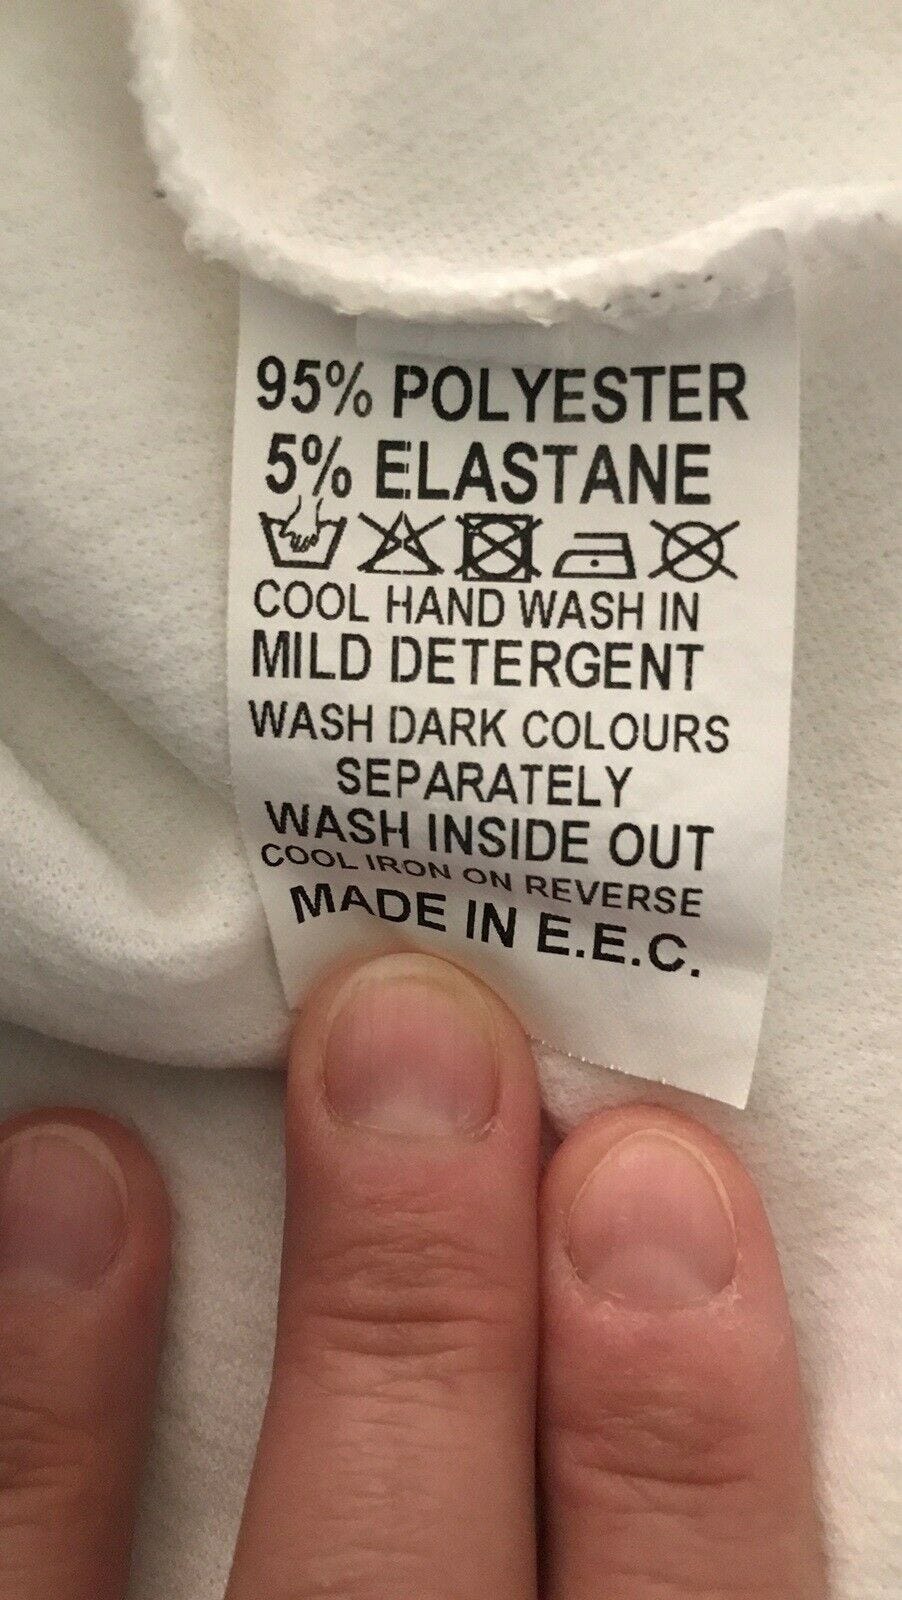 95% POLYESTER
5% ELASTANE
COOL HAND WASH IN
MILD DETERGENT
WASH DARK COLOURS
SEPARATELY
WASH INSIDE OUT
COOL IRON ON REVERSE
MADE IN E.E.C.